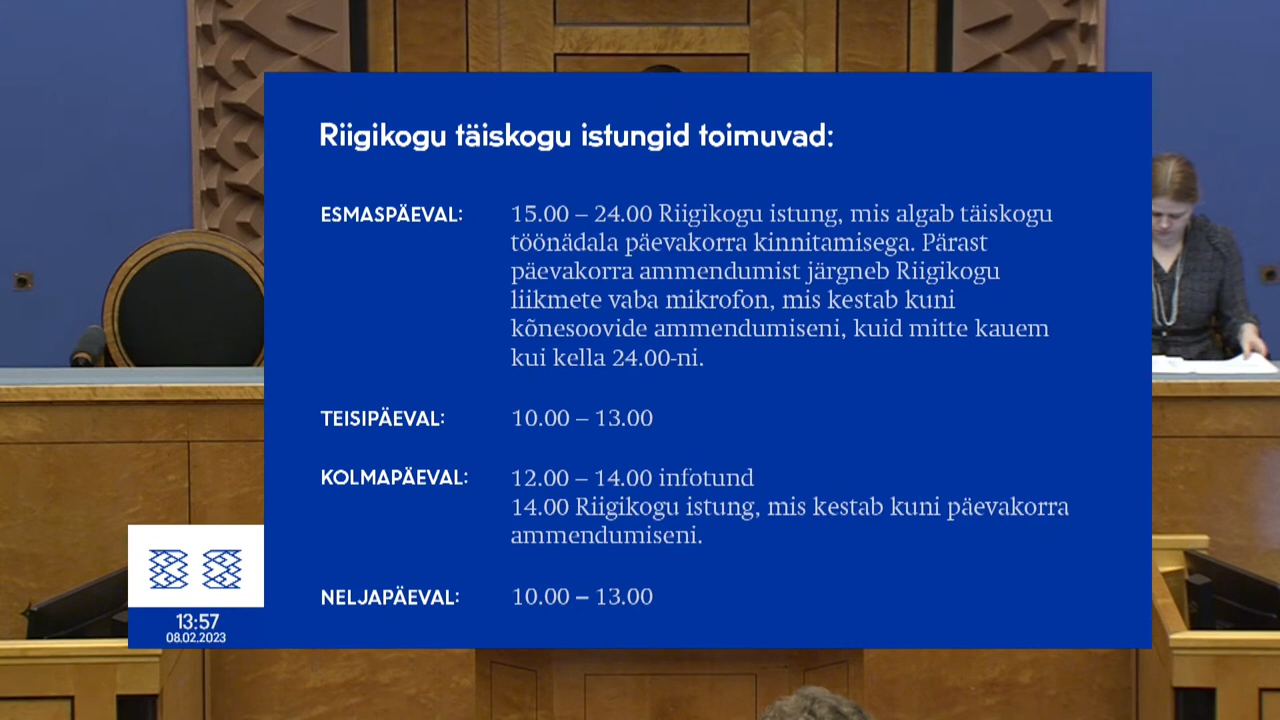 Riigikogu täiskogu istungid toimuvad:
ESMASPÄEVAL:
15.00 – 24.00 Riigikogu istung, mis algab täiskogu
töönädala päevakorra kinnitamisega. Pärast
päevakorra ammendumist järgneb Riigikogu
liikmete vaba mikrofon, mis kestab kuni
kõnesoovide ammendumiseni, kuid mitte kauem
kui kella 24.00-ni.
TEISIPÄEVAL:
10.00 – 13.00
KOLMAPÄEVAL:
12.00 – 14.00 infotund
14.00 Riigikogu istung, mis kestab kuni päevakorra
ammendumiseni.
NELJAPÄEVAL:
10.00 – 13.00
13:57
08.02.2023